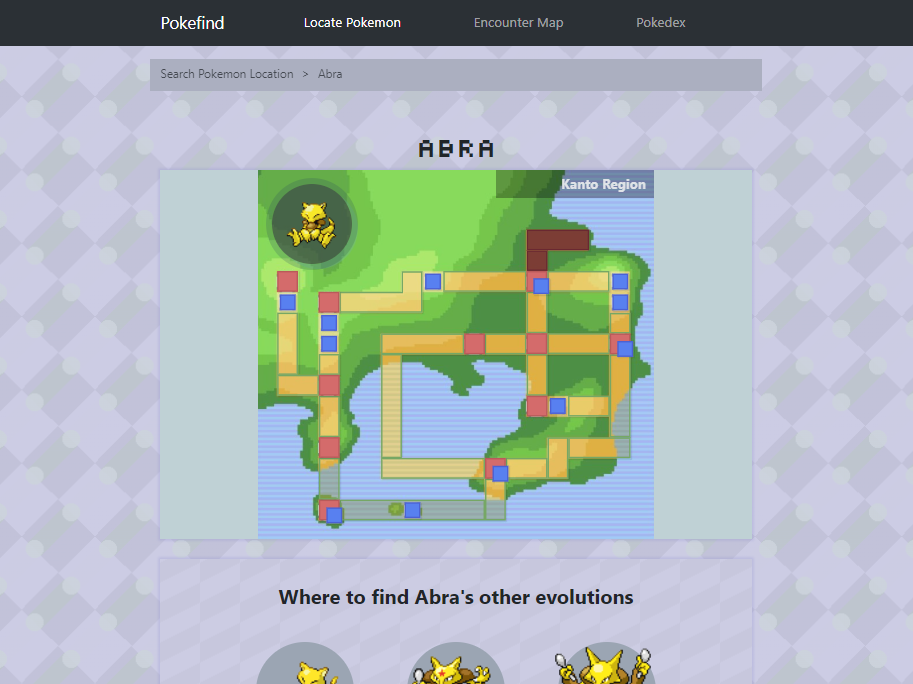 Pokefind
Locate Pokemon
Encounter Map
Pokedex
Search Pokemon Location > Abra
ABRA
Kanto Region
Where to find Abra's other evolutions